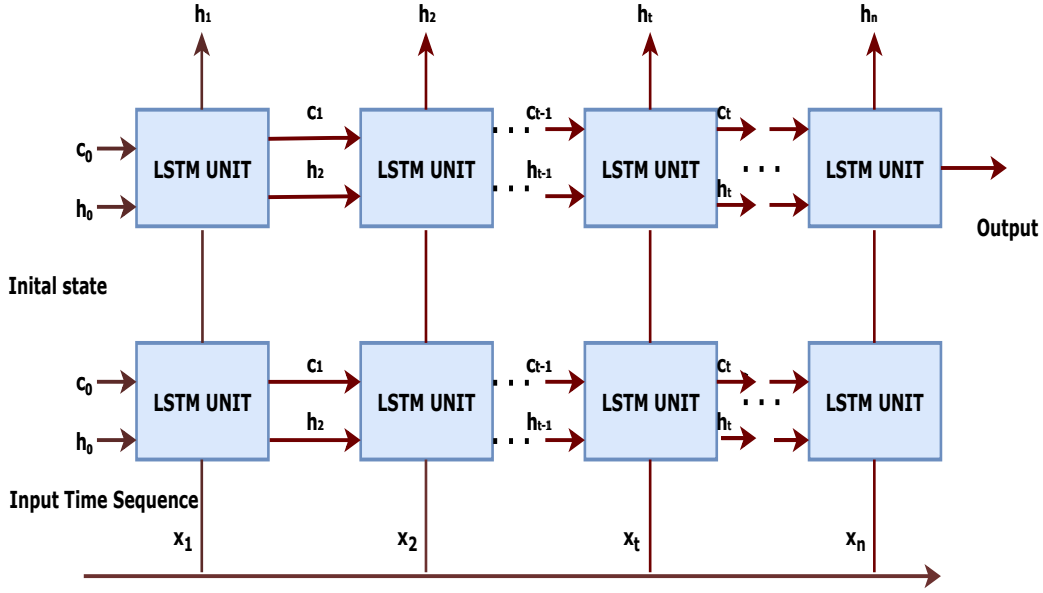 h₁ h₂ hₜ hₙ
c₁ cₜ₋₁ cₜ
c₀ LSTM UNIT LSTM UNIT LSTM UNIT LSTM UNIT
. . . . . .
h₂ hₜ₋₁ hₜ
. . .
h₀
Output
Inital state
c₁ cₜ₋₁ cₜ
c₀
. . . . . .
LSTM UNIT LSTM UNIT LSTM UNIT LSTM UNIT
h₀ h₂ hₜ₋₁ hₜ
. . .
Input Time Sequence
x₁ x₂ xₜ xₙ